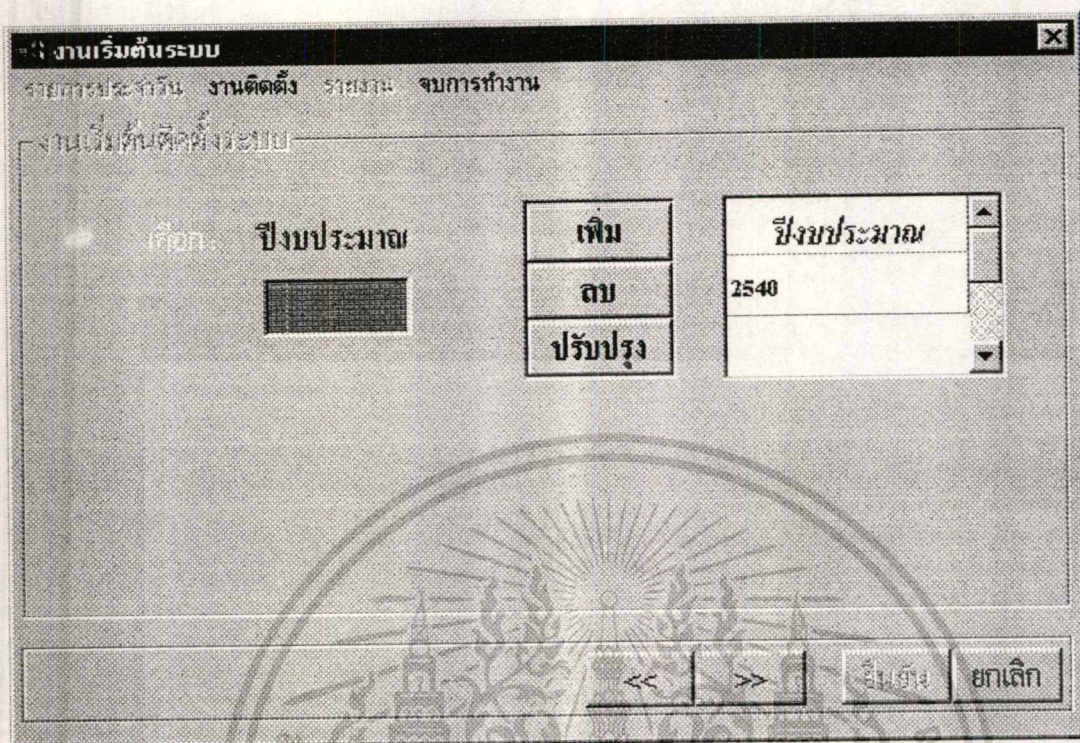 งานเริ่มต้นระบบ
รายการประจำวัน งานติดตั้ง รายงาน จบการทำงาน
งานเริ่มต้นติดตั้งระบบ
เลือก ปีงบประมาณ
เพิ่ม
ลบ
ปรับปรุง
ปีงบประมาณ
2540
<< >> ยืนยัน ยกเลิก